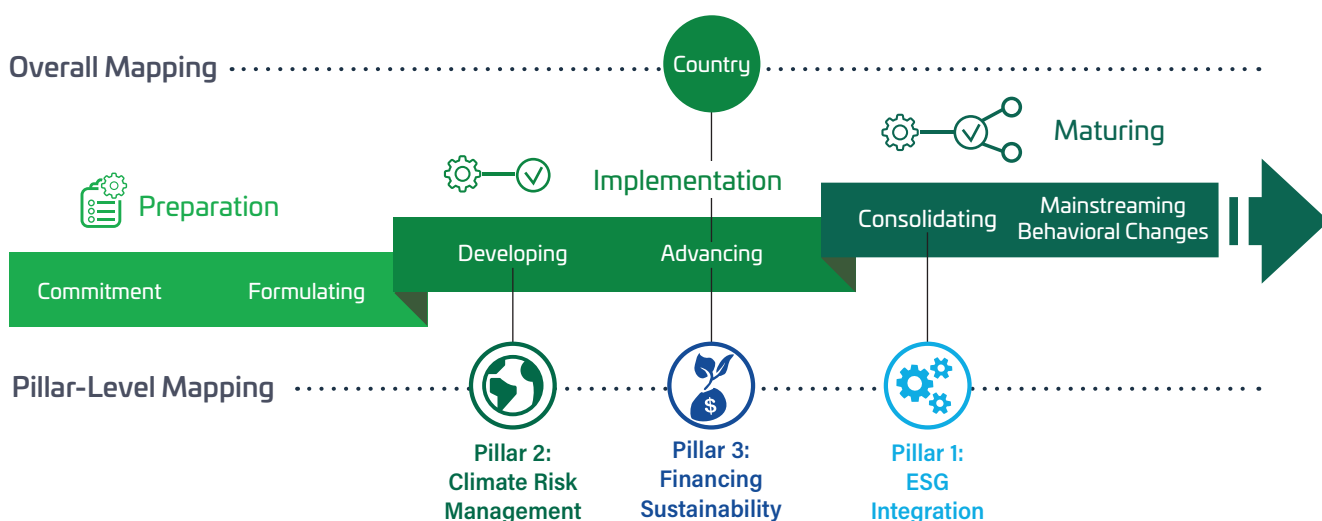 Overall Mapping
Country
Maturing
Implementation
Preparation
Consolidating
Mainstreaming
Behavioral Changes
Developing
Advancing
Commitment
Formulating
Pillar-Level Mapping
$
Pillar 2:
Climate Risk
Management
Pillar 3:
Financing
Sustainability
Pillar 1:
ESG
Integration